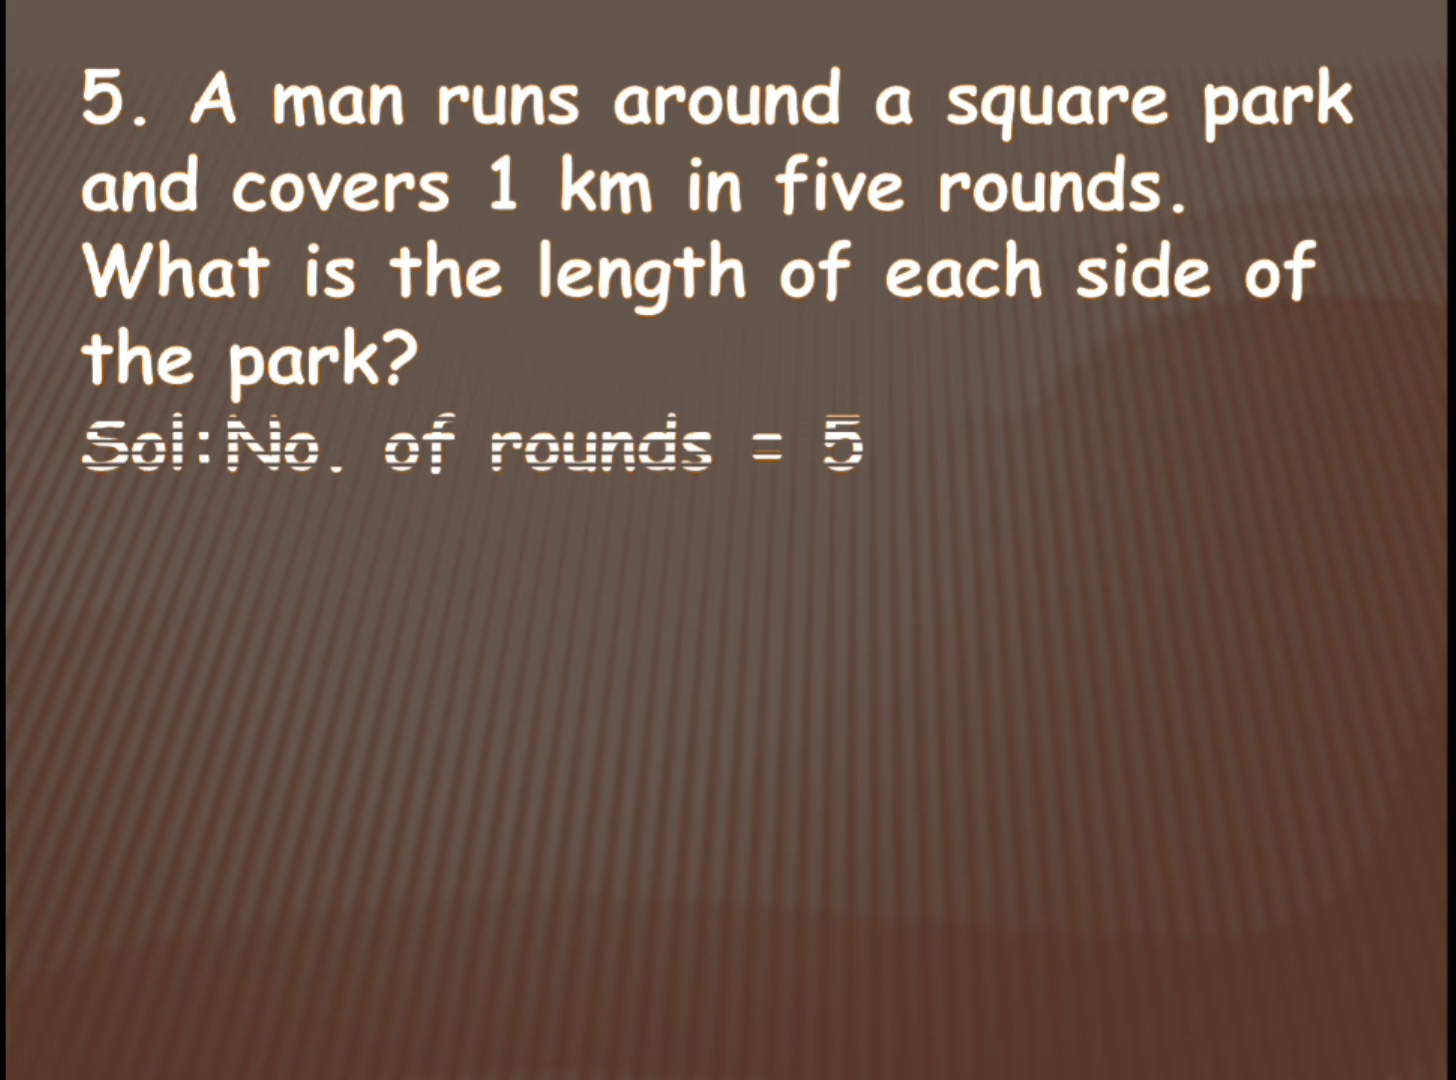 5. A man runs around a square park
and covers 1 km in five rounds.
What is the length of each side of
the park?
Sol:No. of rounds = 5